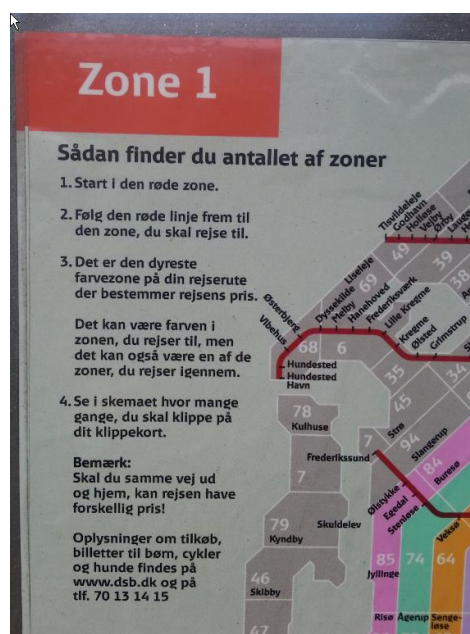 Zone 1
Sådan finder du antallet af zoner
1. Start i den røde zone.
2. Følg den røde linje frem til
den zone, du skal rejse til.
3. Det er den dyreste
farvezone på din rejserute
der bestemmer rejsens pris.
Det kan være farven i
zonen, du rejser til, men
det kan også være en af de
zoner, du rejser igennem.
4. Se i skemaet hvor mange
gange, du skal klippe på
dit klippekort.
Bemærk:
Skal du samme vej ud
og hjem, kan rejsen have
forskellig pris!
Oplysninger om tilkøb,
billetter til børn, cykler
og hunde findes på
www.dsb.dk og på
tlf. 70 13 14 15
Tisvildeleje
Godhavn
Holløse
Vejby
Ørby
49
39
38
Liseleje
69
Dyssekilde
Melby
Hanehoved
Frederiksværk
Lille Kregme
Kregme
Ølsted
Grimstrup
Østerbjerg
Vibehus
68
6
Hundested
Hundested
Havn
35
34
45
78
Kulhuse
7
Frederikssund
7
Strø
94
Slangerup
84
Buresø
Ølstykke
Egedal
Stenløse
Veksø
79
Kyndby
Skuldelev
46
Skibby
47
85
Jyllinge
74
64
Risø
Ågerup
Senge-
løse